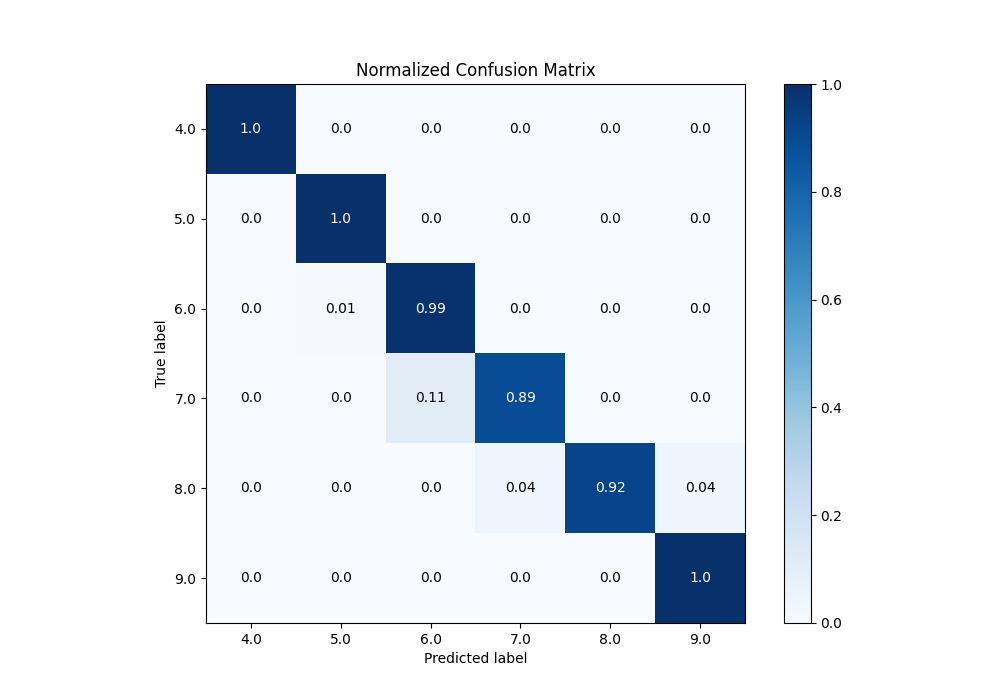 Normalized Confusion Matrix
True label
4.0 1.0 0.0 0.0 0.0 0.0 0.0
5.0 0.0 1.0 0.0 0.0 0.0 0.0
6.0 0.0 0.01 0.99 0.0 0.0 0.0
7.0 0.0 0.0 0.11 0.89 0.0 0.0
8.0 0.0 0.0 0.0 0.04 0.92 0.04
9.0 0.0 0.0 0.0 0.0 0.0 1.0
4.0 5.0 6.0 7.0 8.0 9.0
Predicted label
1.0
0.8
0.6
0.4
0.2
0.0